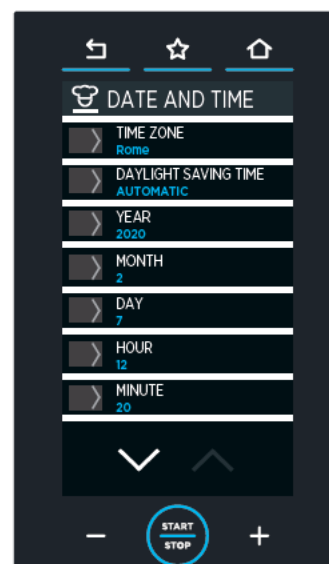 DATE AND TIME
TIME ZONE
Rome
DAYLIGHT SAVING TIME
AUTOMATIC
YEAR
2020
MONTH
2
DAY
7
HOUR
12
MINUTE
20
START
STOP